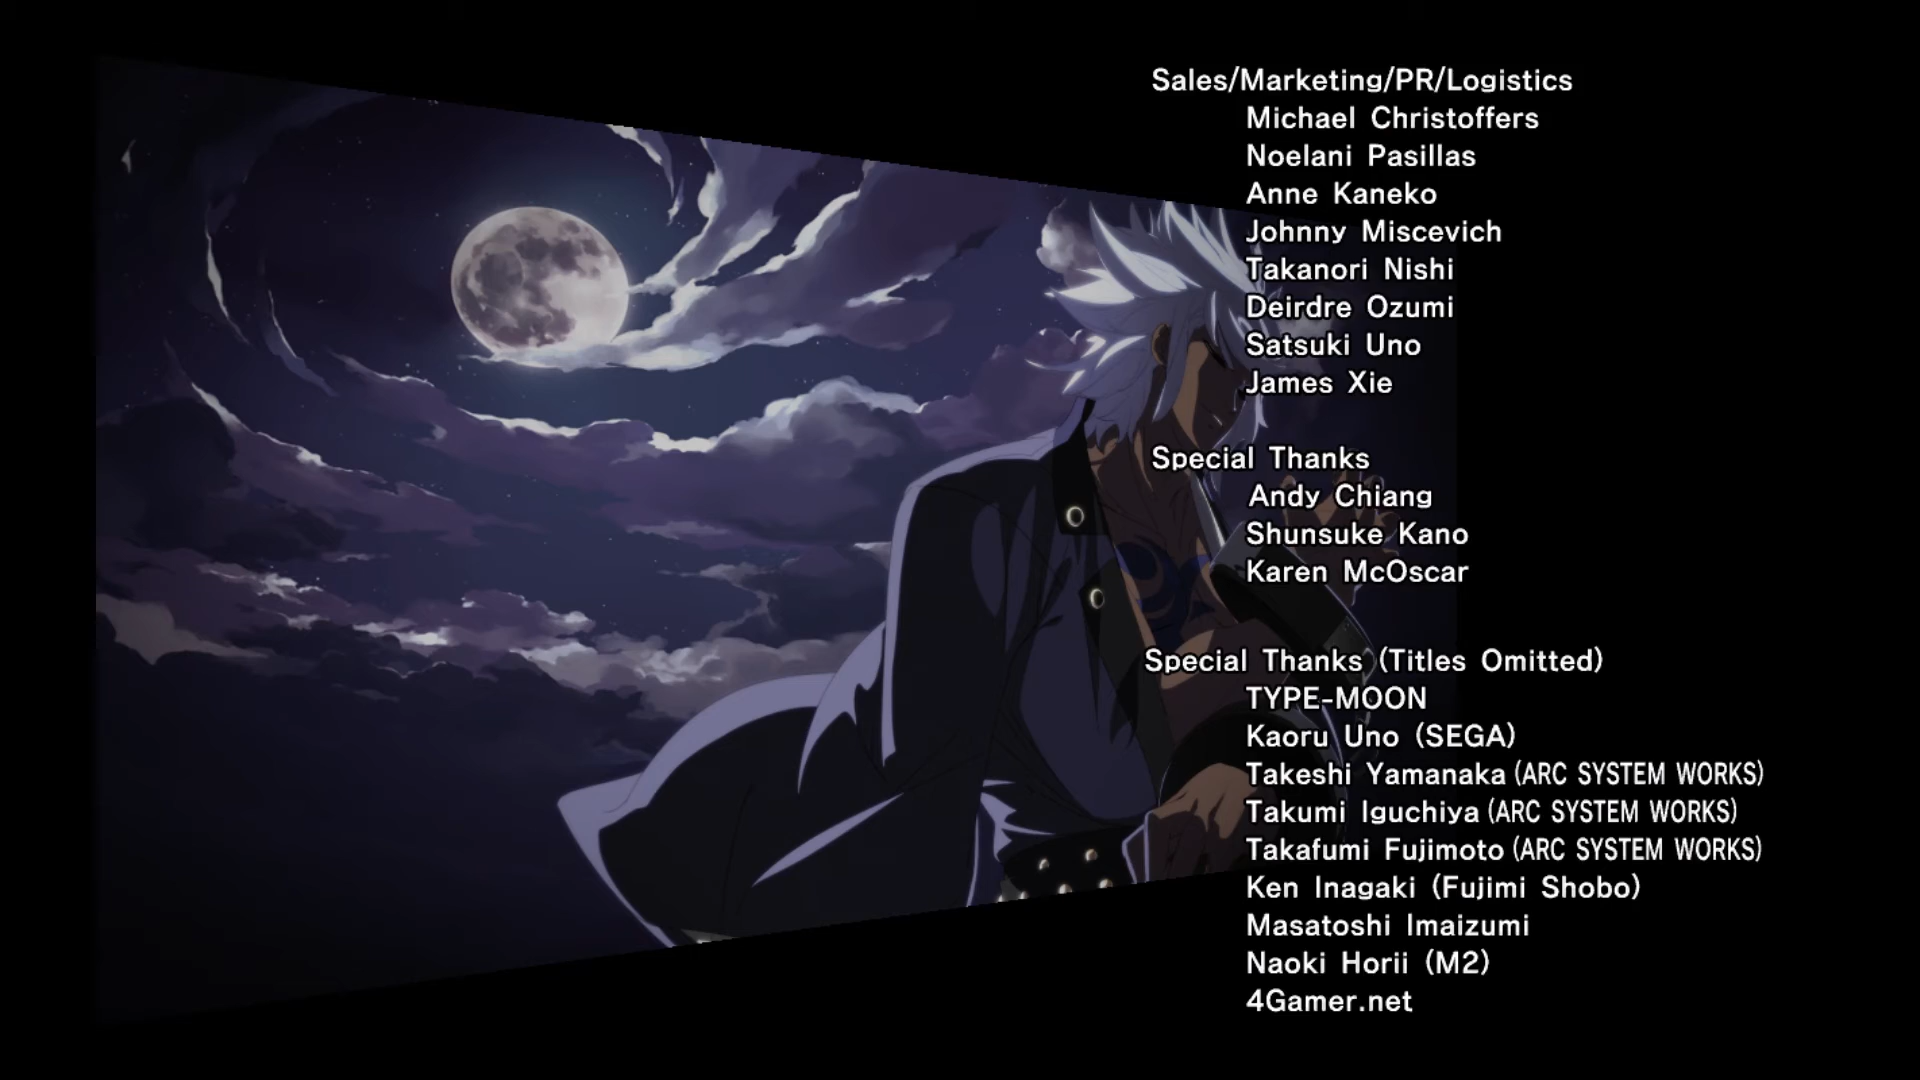 Sales/Marketing/PR/Logistics
Michael Christoffers
Noelani Pasillas
Anne Kaneko
Johnny Miscevich
Takanori Nishi
Deirdre Ozumi
Satsuki Uno
James Xie
Special Thanks
Andy Chiang
Shunsuke Kano
Karen McOscar
Special Thanks (Titles Omitted)
TYPE-MOON
Kaoru Uno (SEGA)
Takeshi Yamanaka (ARC SYSTEM WORKS)
Takumi Iguchiya (ARC SYSTEM WORKS)
Takafumi Fujimoto (ARC SYSTEM WORKS)
Ken Inagaki (Fujimi Shobo)
Masatoshi Imaizumi
Naoki Horii (M2)
4Gamer.net